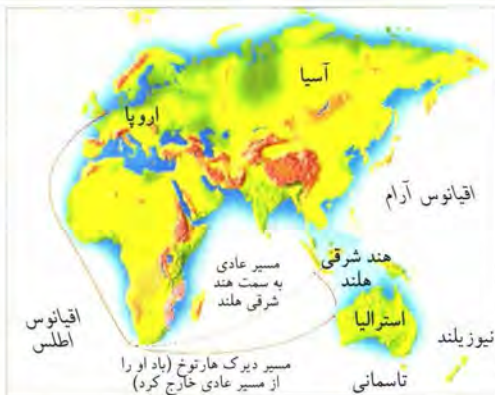 آسیا
اروپا
اقیانوس آرام
هند شرقی
هلند
مسیر عادی
به سمت هند
شرقی هلند
استرالیا
اقیانوس
اطلس
نیوزیلند
مسیر دیرک هارتوخ (باد او را
از مسیر عادی خارج کرد)
تاسمانی